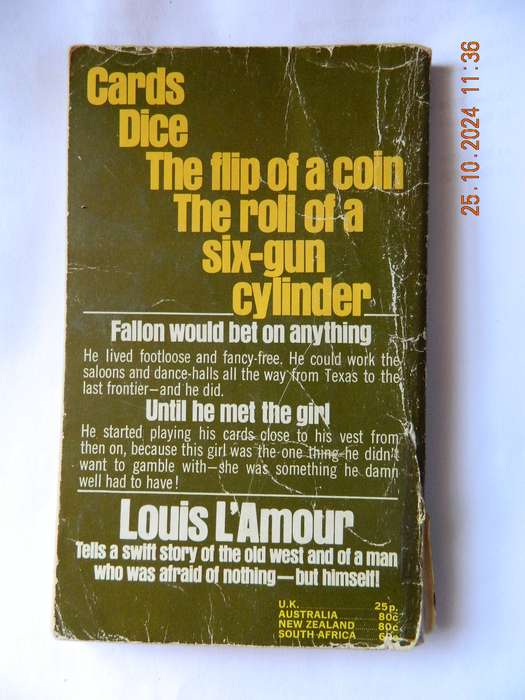 Cards
Dice
The flip of a coin
The roll of a
six-gun
cylinder
Fallon would bet on anything
He lived footloose and fancy-free. He could work the
saloons and dance-halls all the way from Texas to the
last frontier—and he did.
Until he met the girl
He started playing his cards close to his vest from
then on, because this girl was the one thing he didn't
want to gamble with—she was something he damn
well had to have!
Louis L'Amour
Tells a swift story of the old west and of a man
who was afraid of nothing—but himself!
U.K. 25p.
AUSTRALIA 80c
NEW ZEALAND 80c
SOUTH AFRICA
25.10.2024 11:36